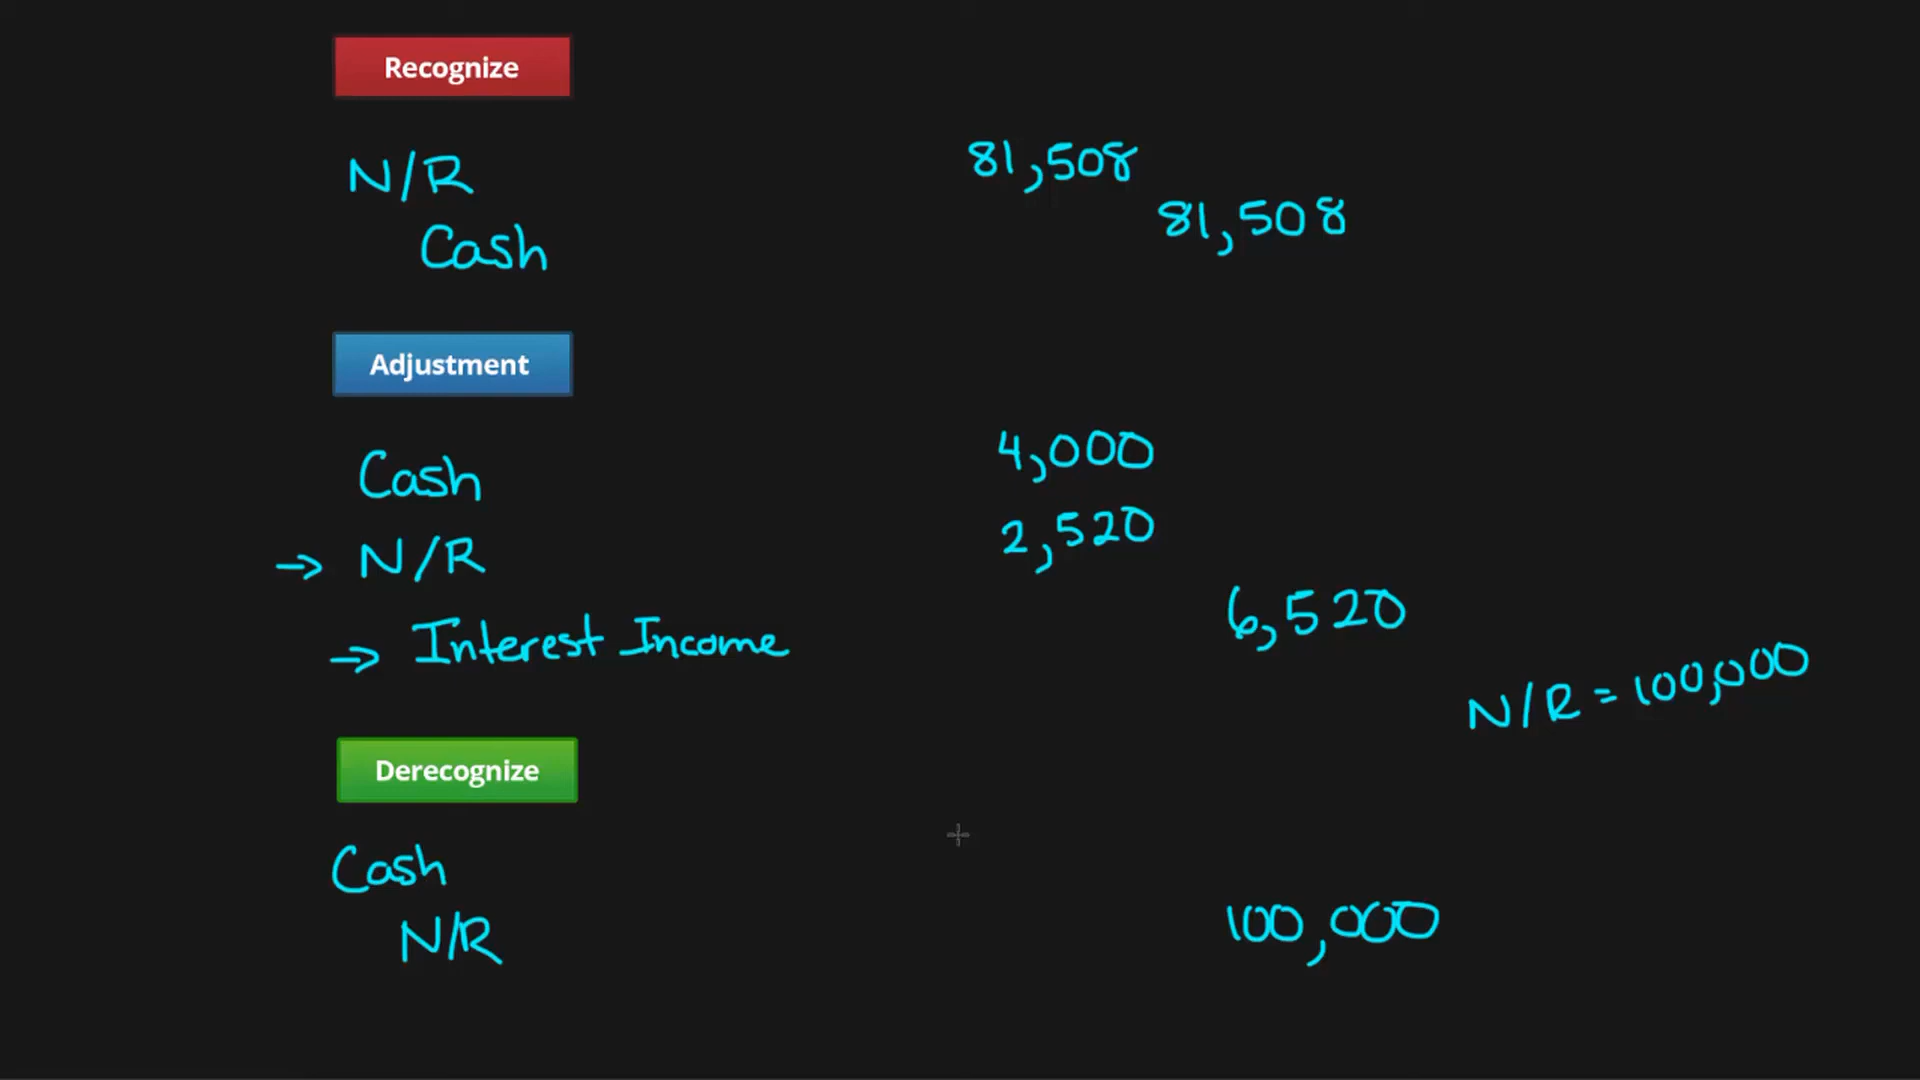 Recognize
N/R 81,508
Cash 81,508
Adjustment
Cash 4,000
→ N/R 2,520
→ Interest Income 6,520
N/R = 100,000
Derecognize
Cash
N/R 100,000